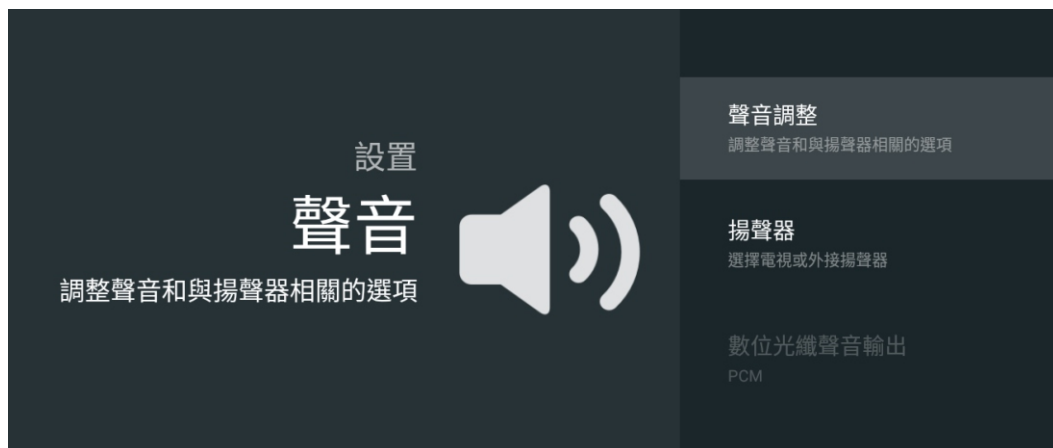 設置
聲音
調整聲音和與揚聲器相關的選項
聲音調整
調整聲音和與揚聲器相關的選項
揚聲器
選擇電視或外接揚聲器
數位光纖聲音輸出
PCM